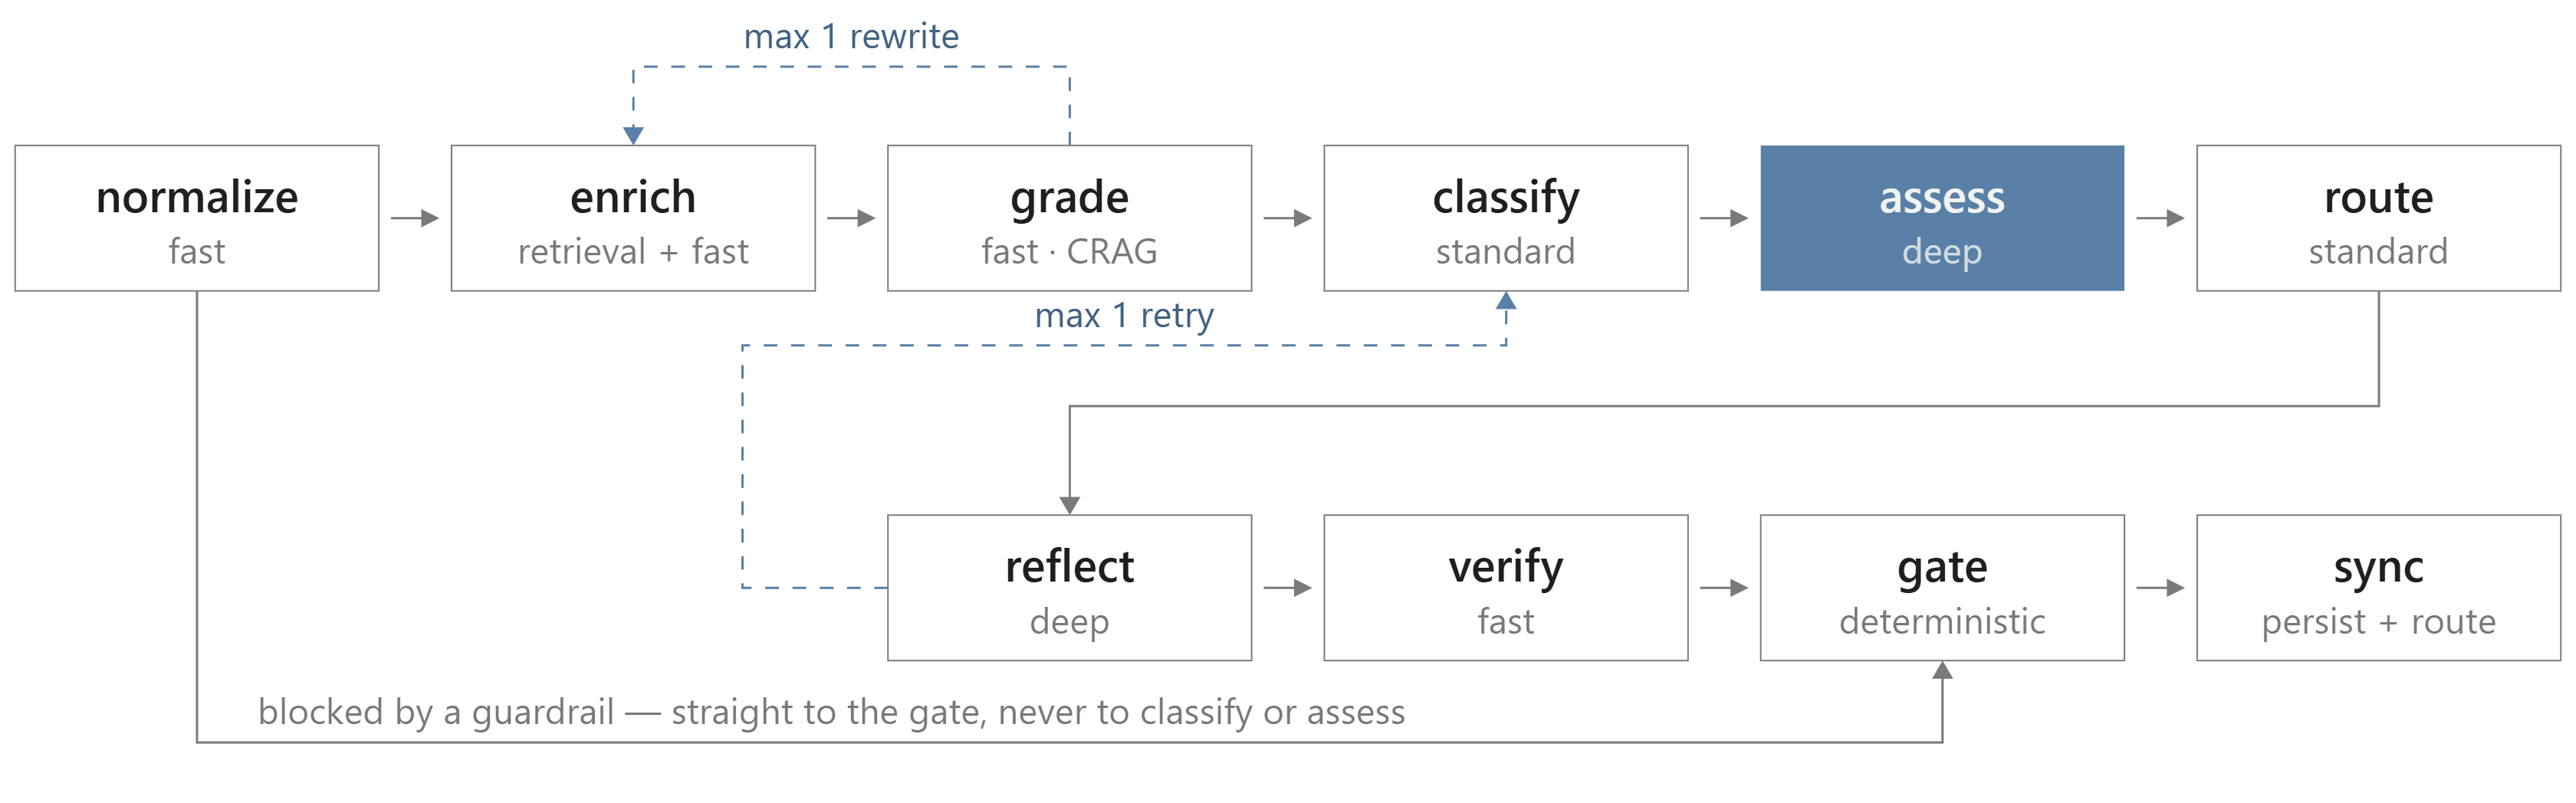 max 1 rewrite
normalize
fast
enrich
retrieval + fast
grade
fast · CRAG
classify
standard
assess
deep
route
standard
max 1 retry
reflect
deep
verify
fast
gate
deterministic
sync
persist + route
blocked by a guardrail — straight to the gate, never to classify or assess